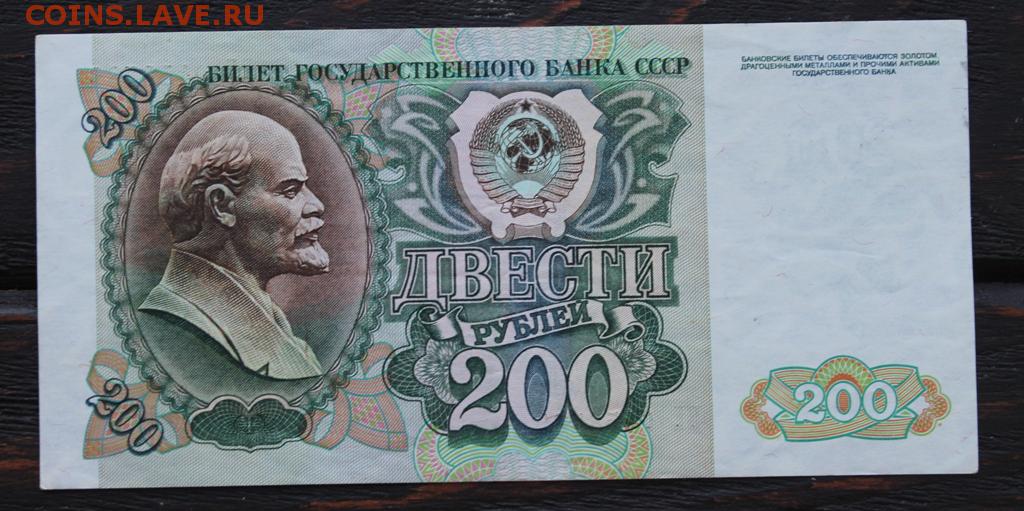 COINS.LAVE.РУ
БИЛЕТ ГОСУДАРСТВЕННОГО БАНКА СССР
БАНКОВСКИЕ БИЛЕТЫ ОБЕСПЕЧИВАЮТСЯ ЗОЛОТОМ
ДРАГОЦЕННЫМИ МЕТАЛЛАМИ И ПРОЧИМИ АКТИВАМИ
ГОСУДАРСТВЕННОГО БАНКА
200
ДВЕСТИ
РУБЛЕЙ
200
200
200